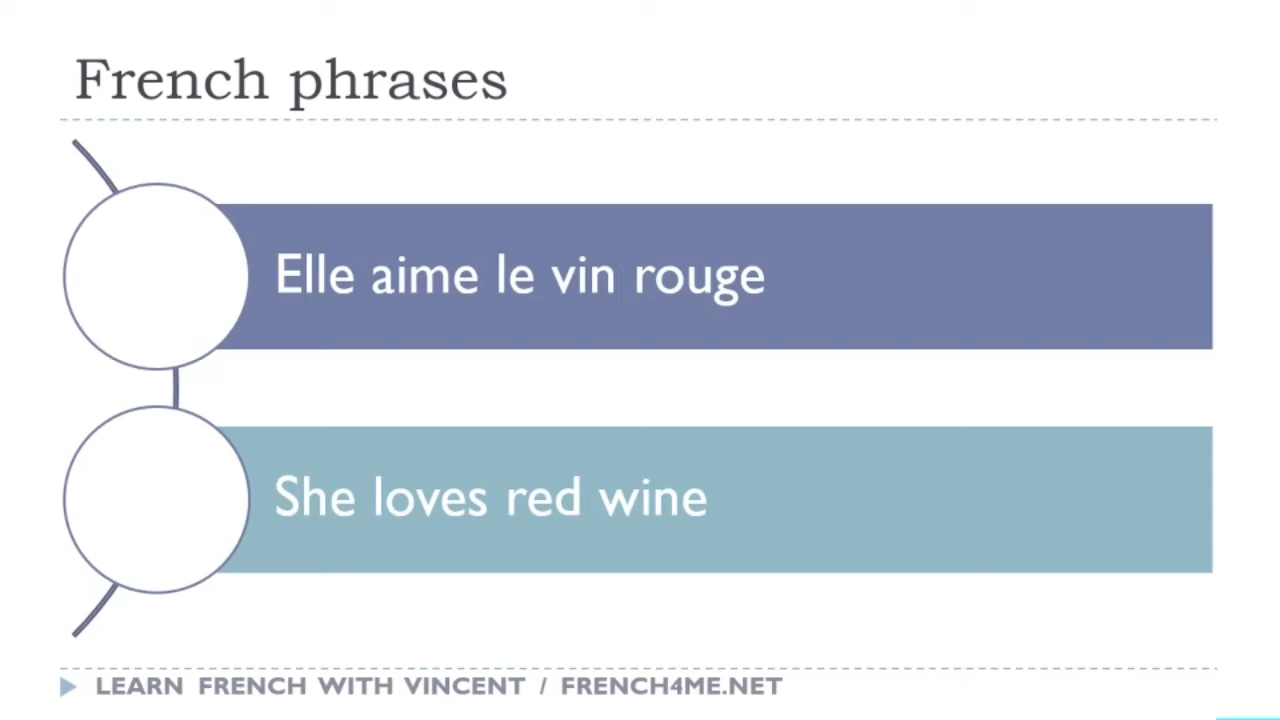 French phrases
Elle aime le vin rouge
She loves red wine
LEARN FRENCH WITH VINCENT / FRENCH4ME.NET